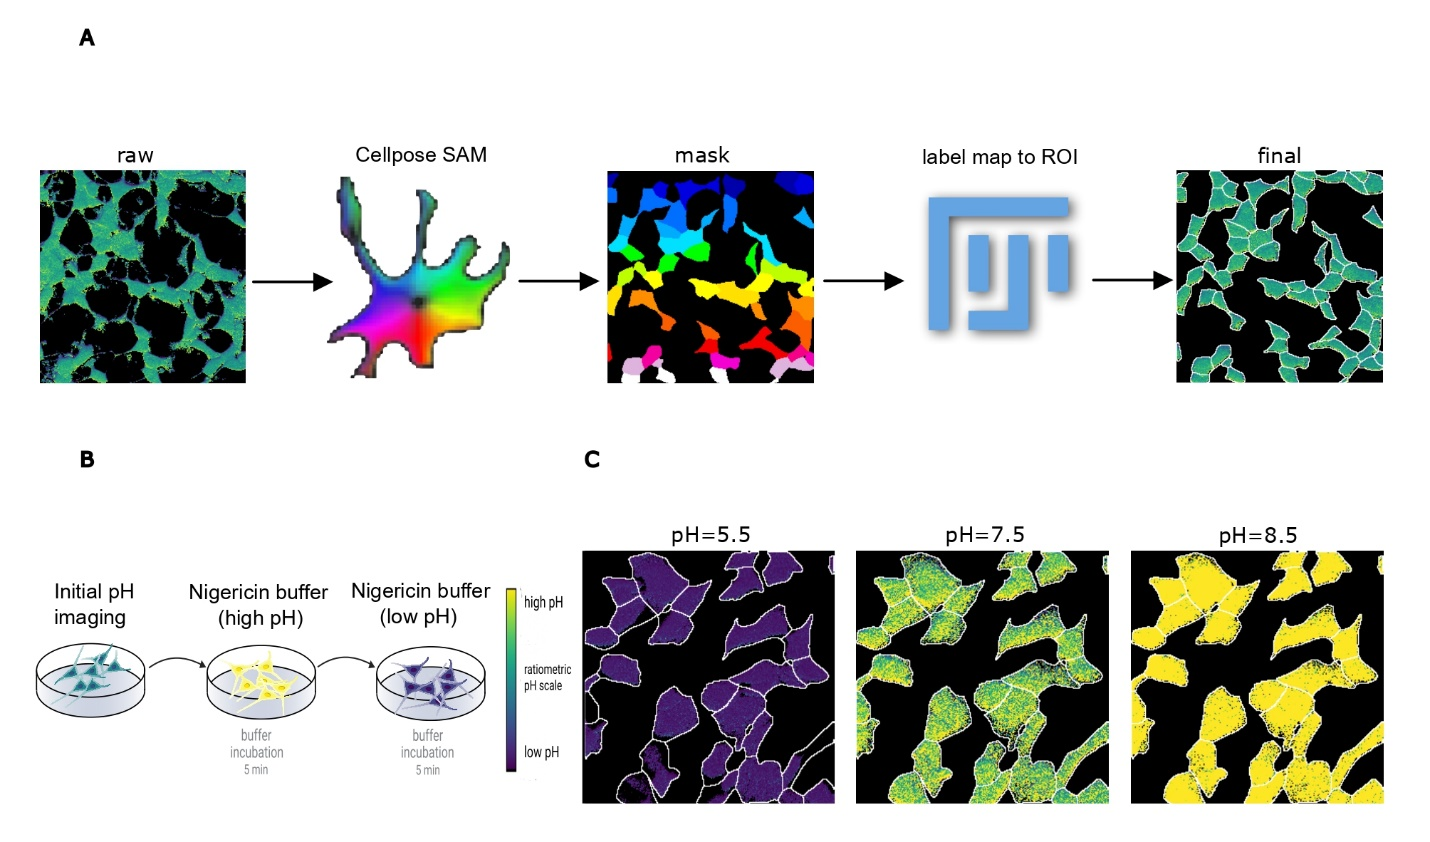 A
raw
Cellpose SAM
mask
label map to ROI
final
B
Initial pH
imaging
Nigericin buffer
(high pH)
Nigericin buffer
(low pH)
buffer
incubation
5 min
buffer
incubation
5 min
high pH
ratiometric
pH scale
low pH
C
pH=5.5
pH=7.5
pH=8.5